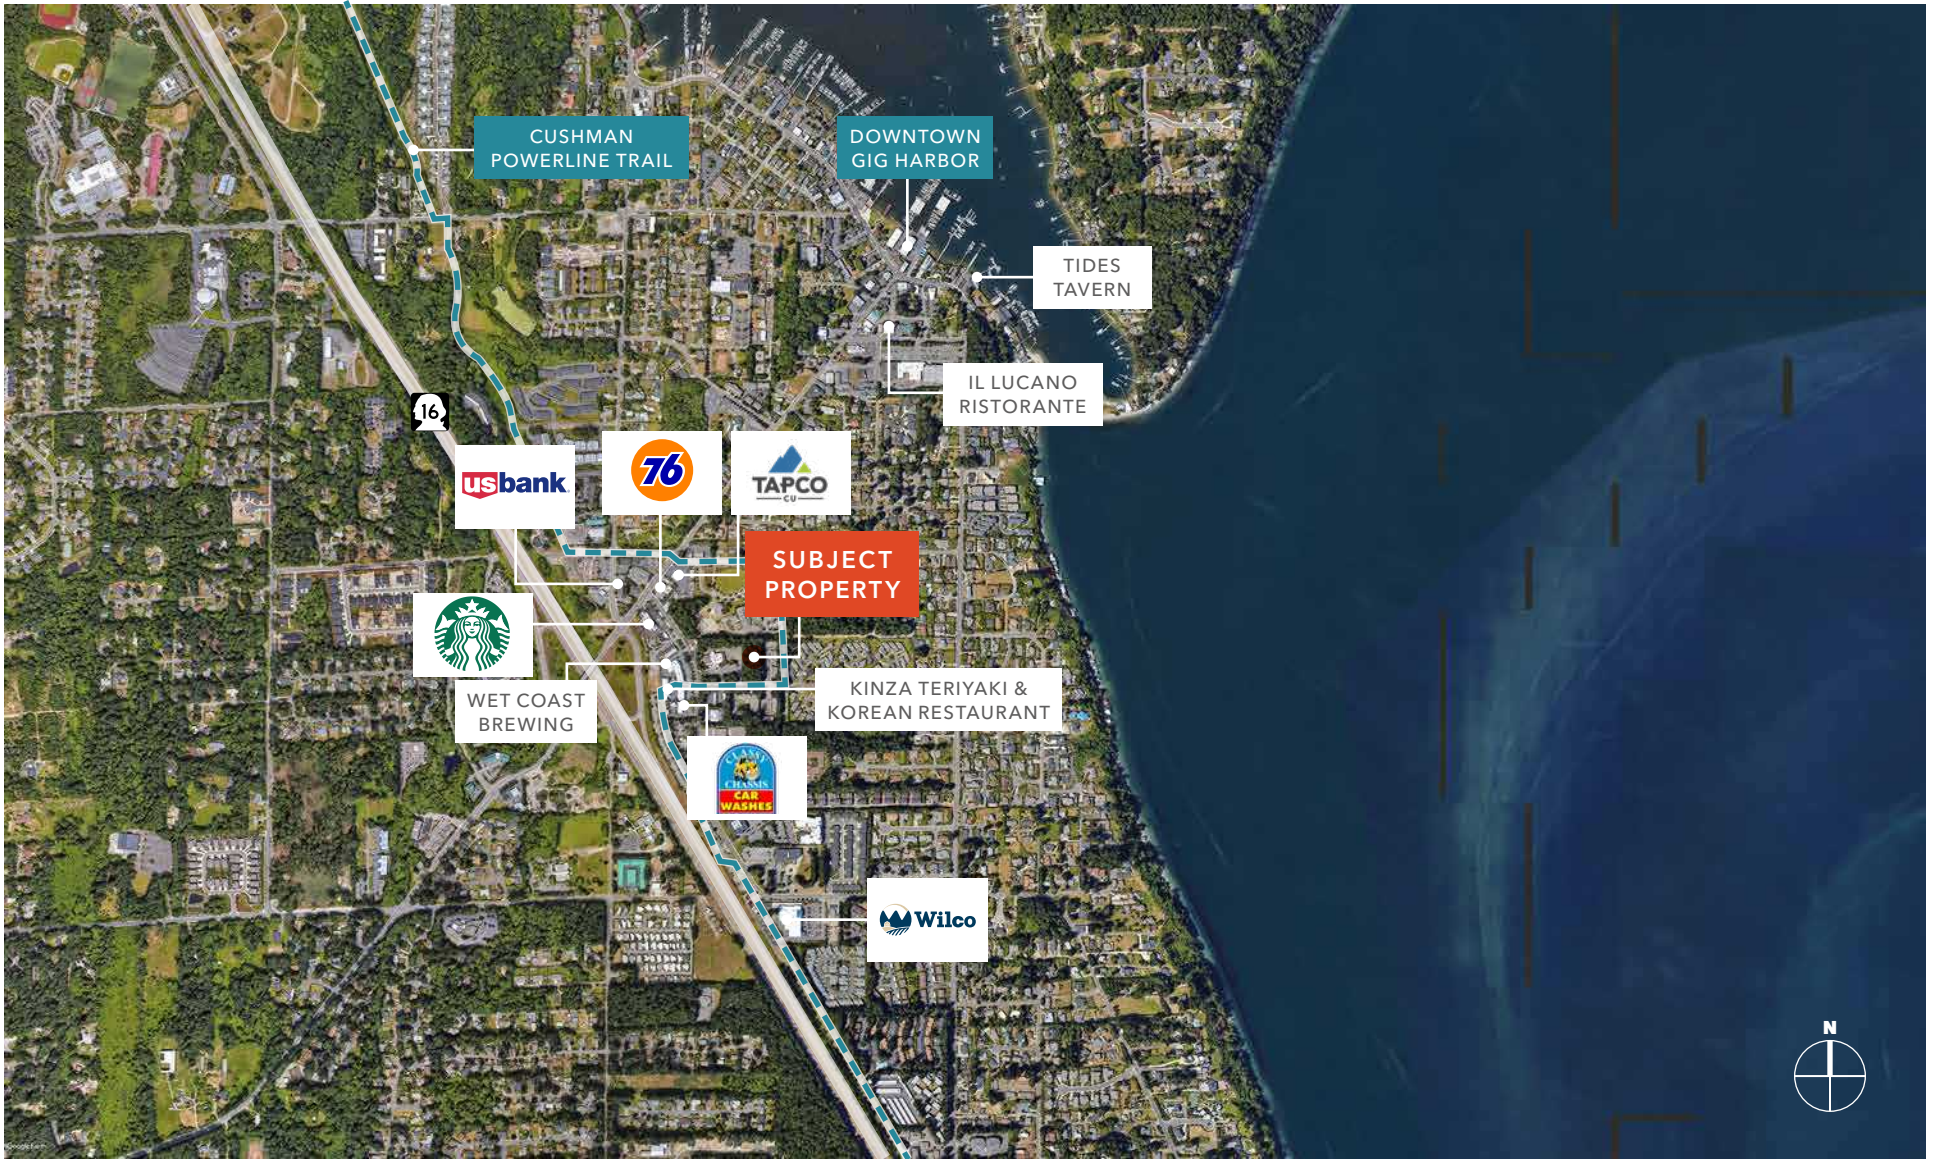 CUSHMAN
POWERLINE TRAIL
DOWNTOWN
GIG HARBOR
TIDES
TAVERN
IL LUCANO
RISTORANTE
16
usbank
76
TAPCO
CU
SUBJECT
PROPERTY
WET COAST
BREWING
KINZA TERIYAKI &
KOREAN RESTAURANT
CLASSY
CHASSIS
CAR
WASHES
Wilco
N